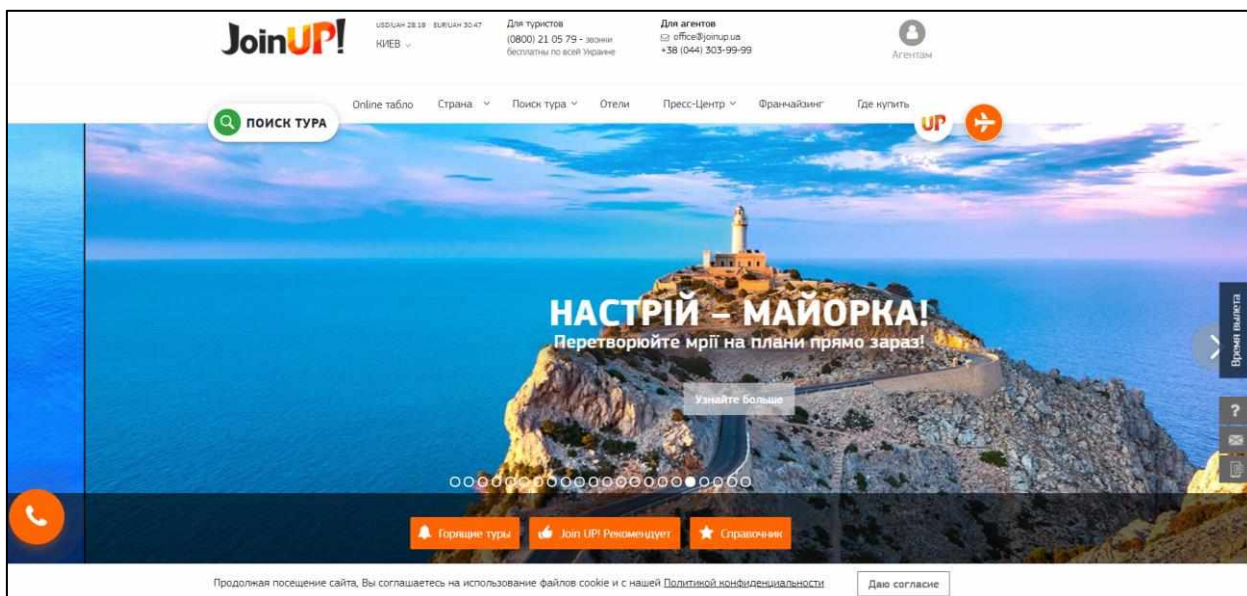 JoinUP!
USD/UAH 28.18 EUR/UAH 30.47
КИЕВ
Для туристов
(0800) 21 05 79 - звонки
бесплатны по всей Украине
Для агентов
office@joinup.ua
+38 (044) 303-99-99
Агентам
ПОИСК ТУРА
Online табло Страна Поиск тура Отели Пресс-Центр Франчайзинг Где купить
UP
НАСТРІЙ – МАЙОРКА!
Перетворюйте мрії на плани прямо зараз!
Узнайте больше
Время вылета
?
Горящие туры Join UP! Рекомендует Справочник
Продолжая посещение сайта, Вы соглашаетесь на использование файлов cookie и с нашей Политикой конфиденциальности Даю согласие